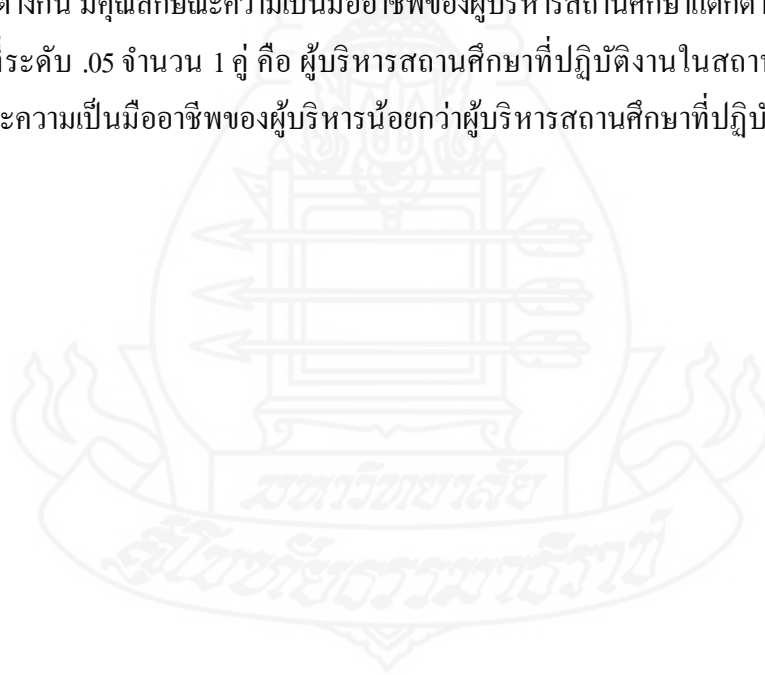 ต่างกัน มีคุณลักษณะความเป็นมืออาชีพของผู้บริหารสถานศึกษาแตกต่า
ที่ระดับ .05 จำนวน 1 คู่ คือ ผู้บริหารสถานศึกษาที่ปฏิบัติงานในสถาน
ะความเป็นมืออาชีพของผู้บริหารน้อยกว่าผู้บริหารสถานศึกษาที่ปฏิบั
มหาวิทยาลัย
สุโขทัยธรรมาธิราช